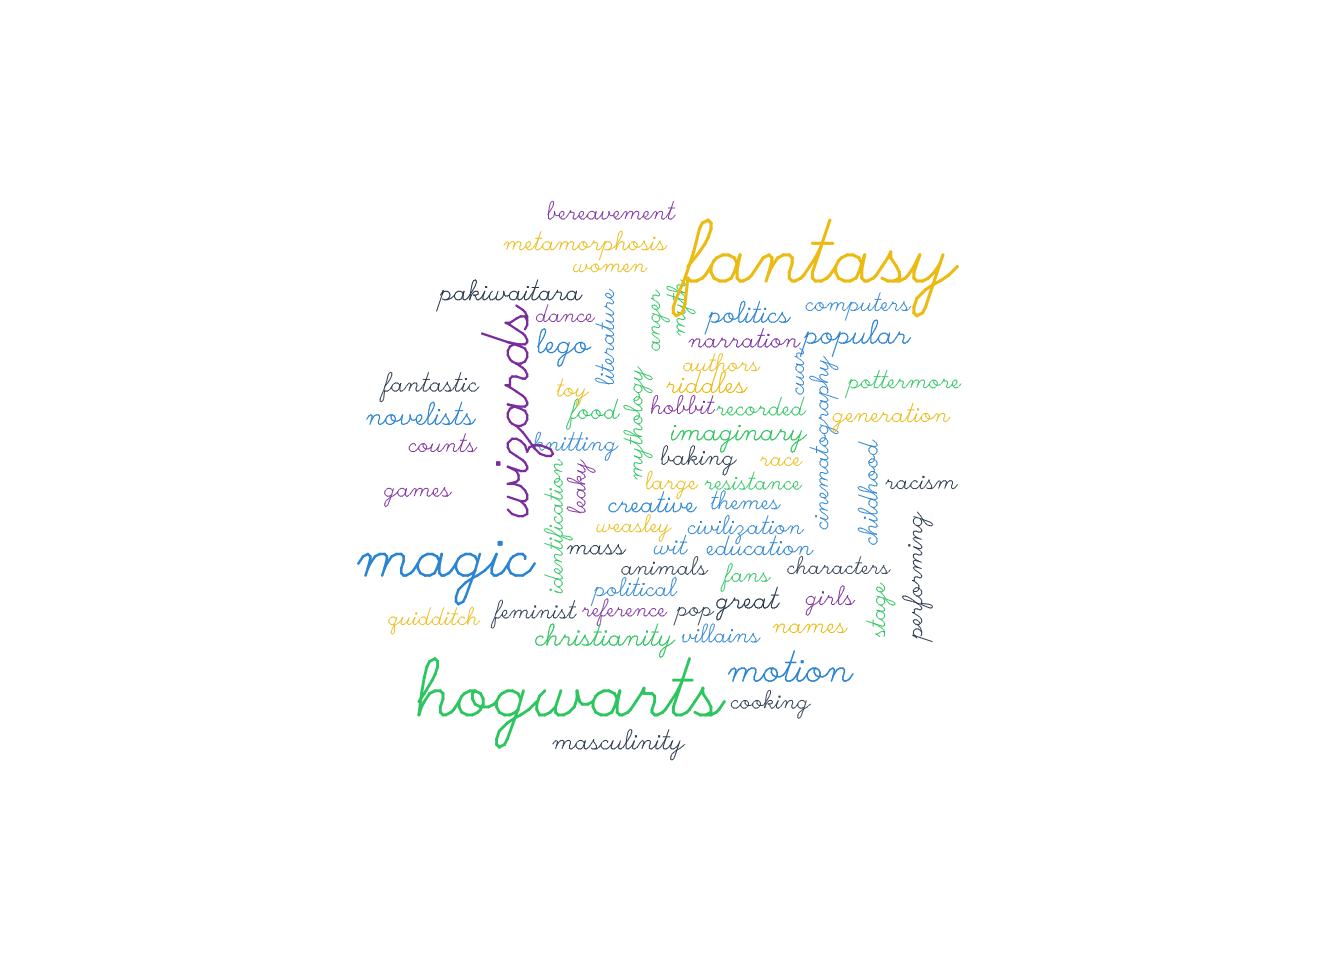 bereavement
metamorphosis
women
fantasy
pakiwaitara
wizards
dance
literature
anger
myth
politics
computers
lego
narration
popular
fantastic
toy
authors
riddles
cuar
cinematography
pottermore
novelists
food
mythology
hobbit
recorded
generation
counts
knitting
imaginary
baking
race
childhood
games
identification
leaky
large
resistance
racism
creative
themes
weasley
civilization
performing
magic
mass
wit
education
animals
fans
characters
political
quidditch
feminist
reference
pop
great
girls
stage
christianity
villains
names
hogwarts
motion
cooking
masculinity